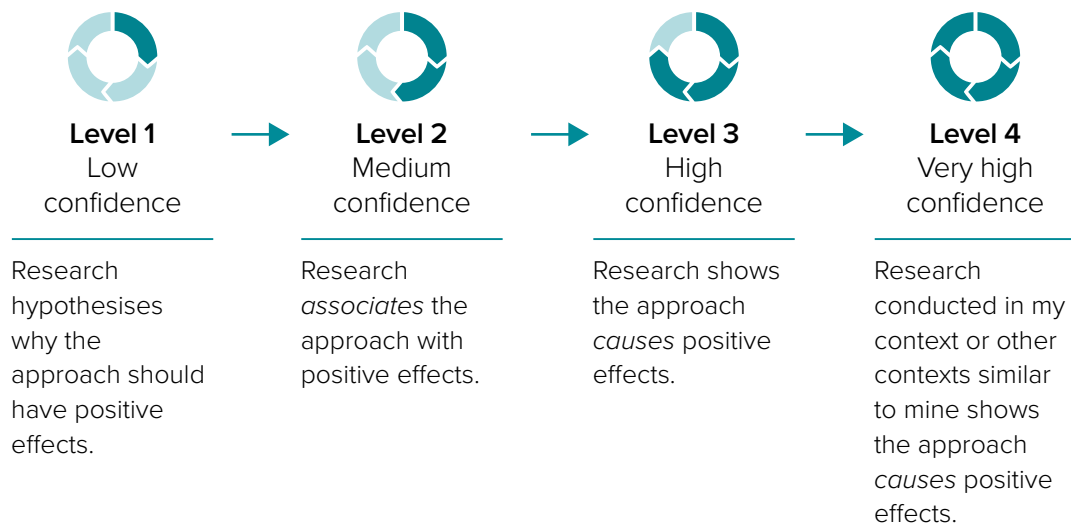 Level 1
Low
confidence
Research
hypothesises
why the
approach should
have positive
effects.
Level 2
Medium
confidence
Research
associates the
approach with
positive effects.
Level 3
High
confidence
Research shows
the approach
causes positive
effects.
Level 4
Very high
confidence
Research
conducted in my
context or other
contexts similar
to mine shows
the approach
causes positive
effects.